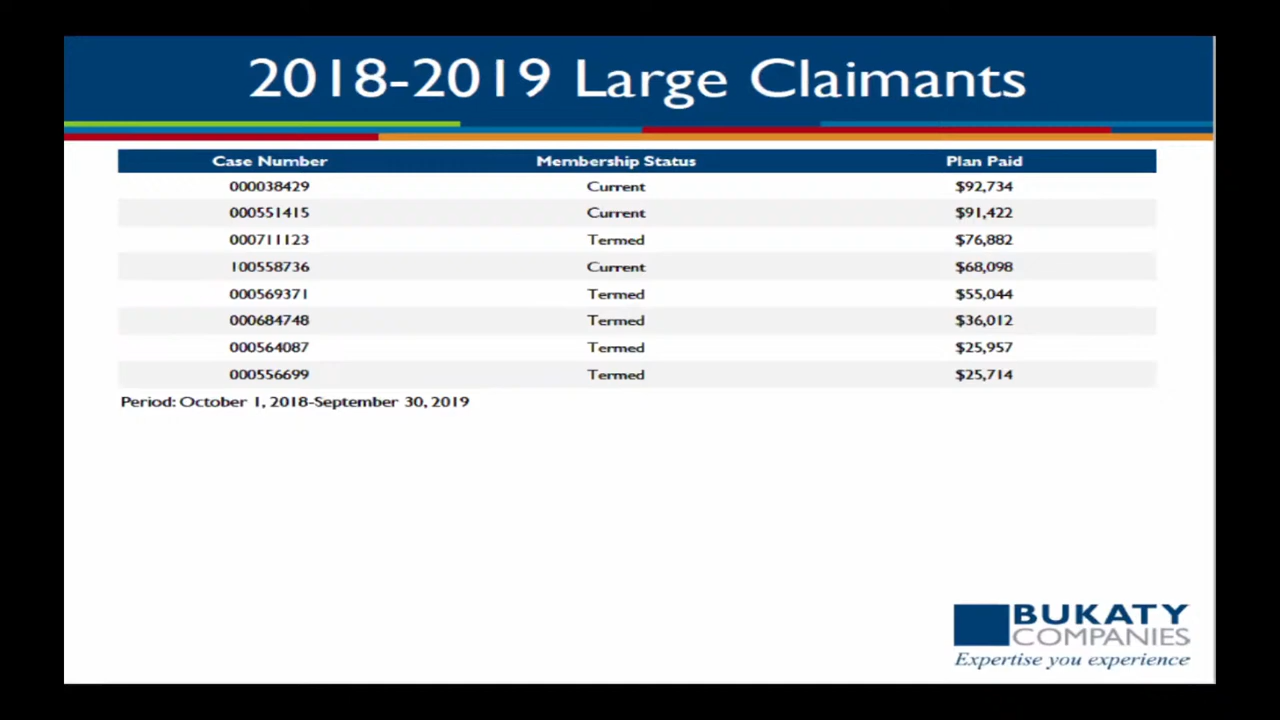 2018-2019 Large Claimants
Case Number Membership Status Plan Paid
000038429 Current $92,734
000551415 Current $91,422
000711123 Termed $76,882
100558736 Current $68,098
000569371 Termed $55,044
000684748 Termed $36,012
000564087 Termed $25,957
000556699 Termed $25,714
Period: October 1, 2018-September 30, 2019
BUKATY
COMPANIES
Expertise you experience